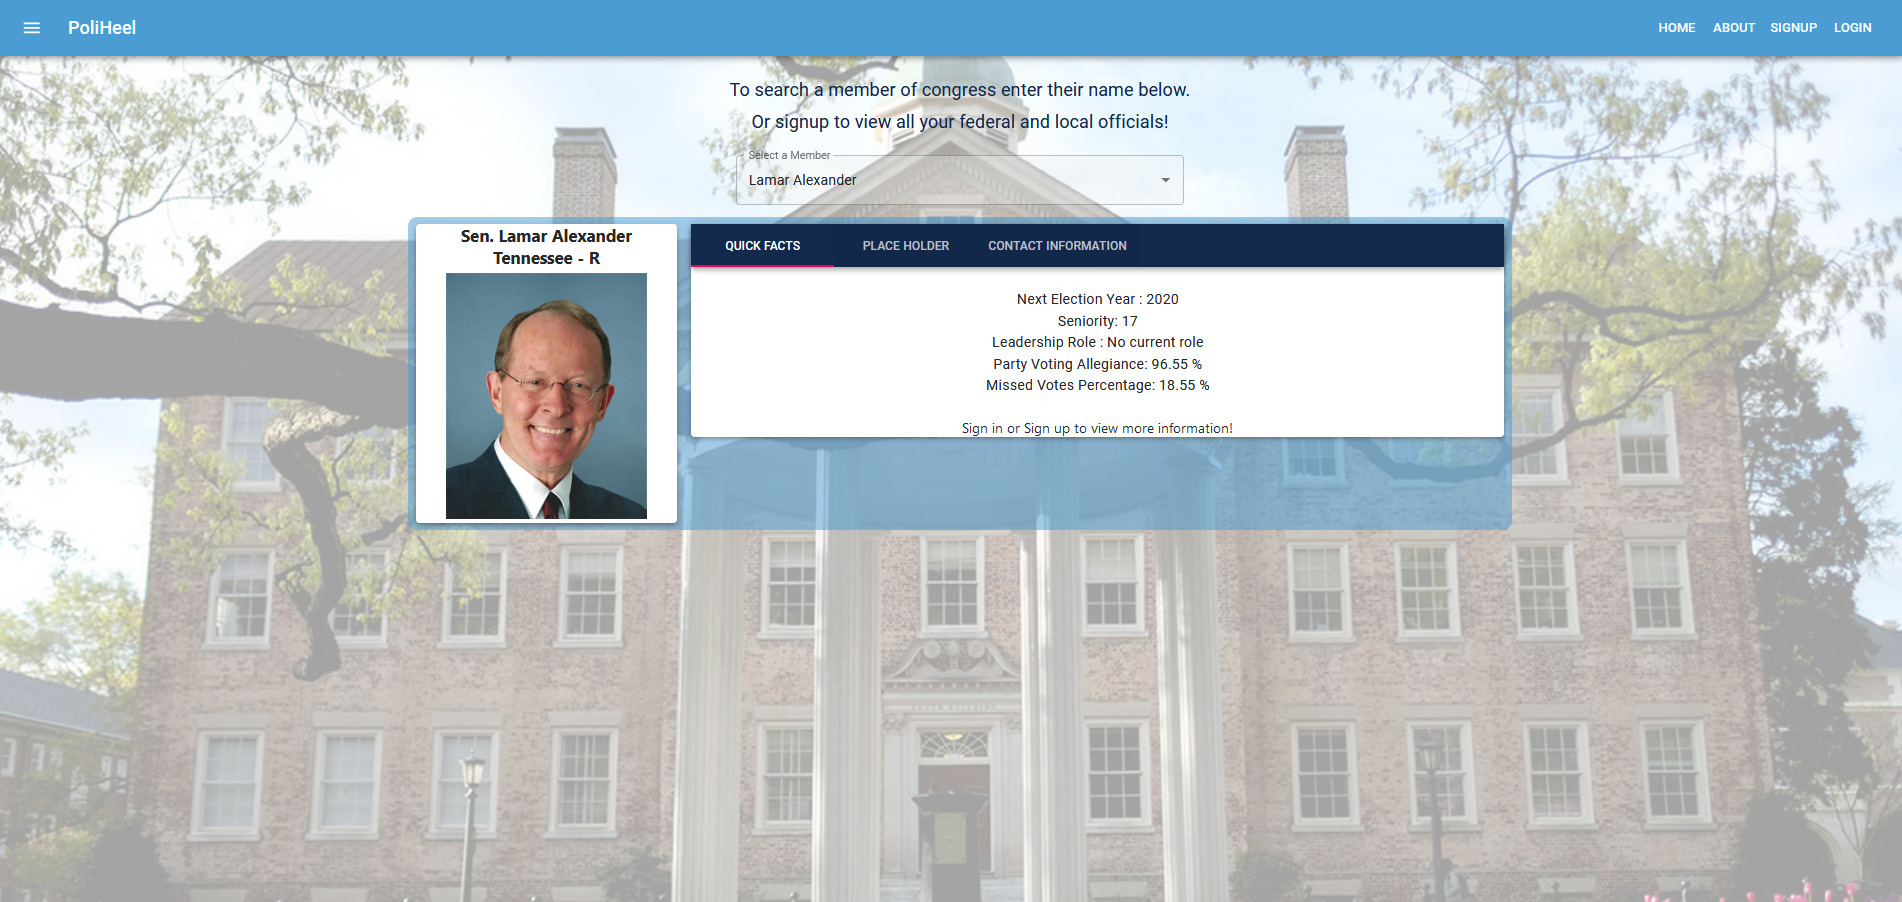 PoliHeel
HOME ABOUT SIGNUP LOGIN
To search a member of congress enter their name below.
Or signup to view all your federal and local officials!
Select a Member
Lamar Alexander
Sen. Lamar Alexander
Tennessee - R
QUICK FACTS PLACE HOLDER CONTACT INFORMATION
Next Election Year : 2020
Seniority: 17
Leadership Role : No current role
Party Voting Allegiance: 96.55 %
Missed Votes Percentage: 18.55 %
Sign in or Sign up to view more information!